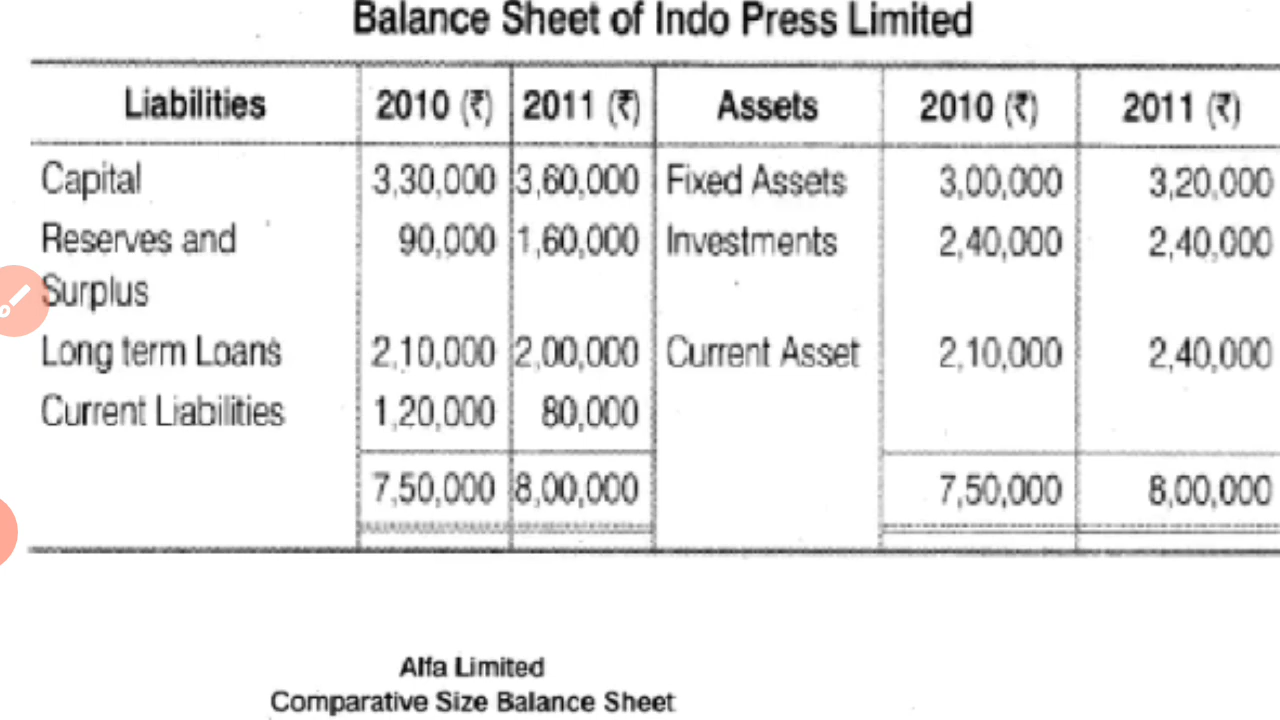 Balance Sheet of Indo Press Limited
Liabilities 2010 (₹) 2011 (₹) Assets 2010 (₹) 2011 (₹)
Capital 3,30,000 3,60.000 Fixed Assets 3,00,000 3,20,000
Reserves and 90,000 1,60,000 Investments 2,40,000 2,40,000
Surplus
Long term Loans 2,10,000 2,00,000 Current Asset 2,10,000 2,40,000
Current Liabilities 1,20,000 80,000
7,50,000 8,00,000 7,50,000 8,00,000
Alfa Limited
Comparative Size Balance Sheet